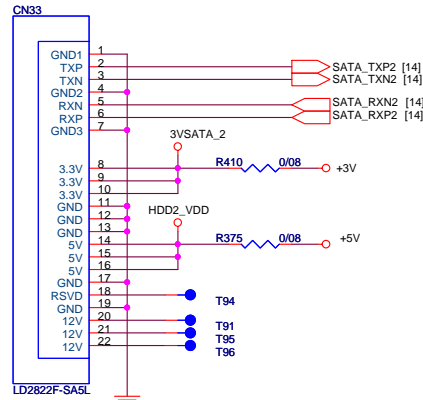 CN33
GND1 1
TXP 2 SATA_TXP2 [14]
TXN 3 SATA_TXN2 [14]
GND2 4
RXN 5 SATA_RXN2 [14]
RXP 6 SATA_RXP2 [14]
GND3 7
3VSATA_2
3.3V 8 R410 0/08 +3V
3.3V 9
3.3V 10
GND 11
GND 12 HDD2_VDD
GND 13
5V 14 R375 0/08 +5V
5V 15
5V 16
GND 17
RSVD 18 T94
GND 19
12V 20 T91
12V 21 T95
12V 22 T96
LD2822F-SA5L